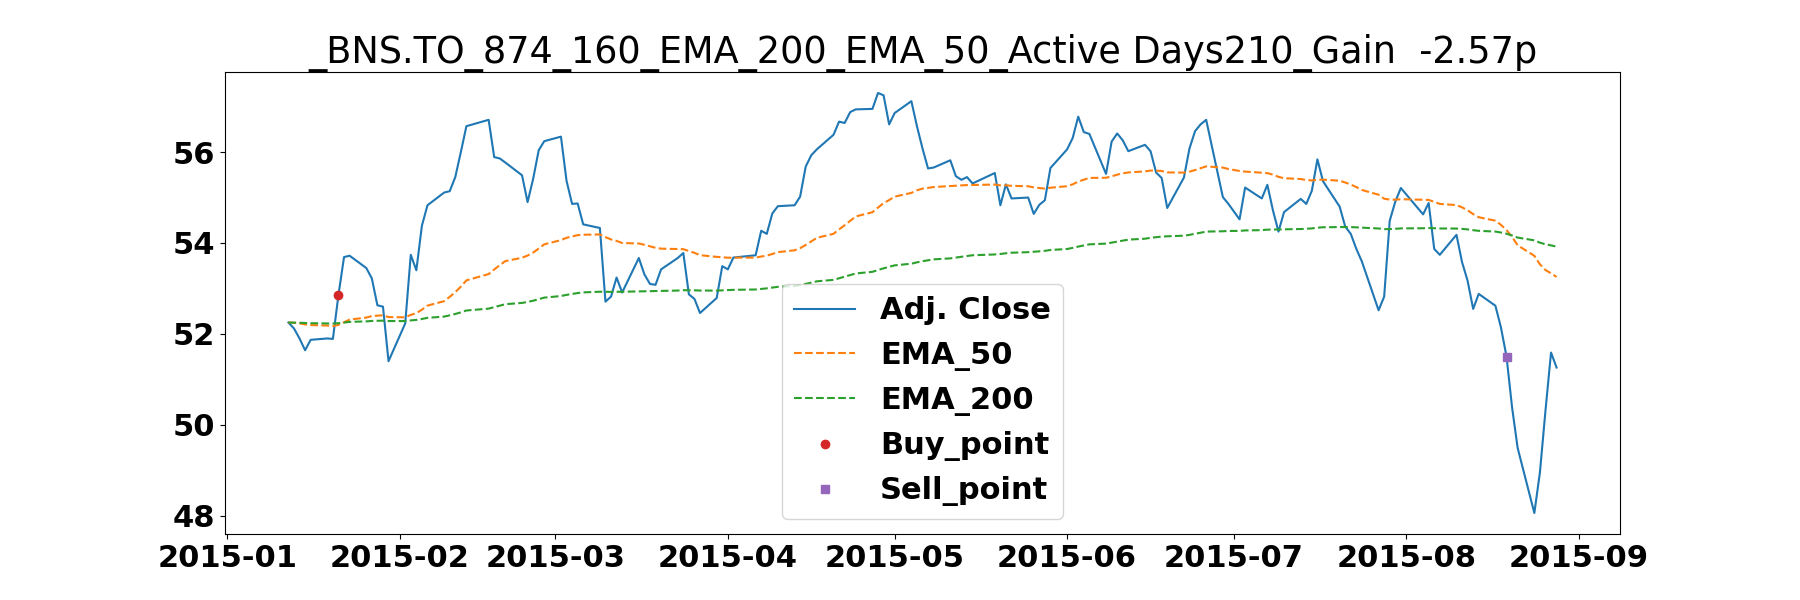 _BNS.TO_874_160_EMA_200_EMA_50_Active Days210_Gain  -2.57p
56
54
52
50
48
Adj. Close
EMA_50
EMA_200
Buy_point
Sell_point
2015-01 2015-02 2015-03 2015-04 2015-05 2015-06 2015-07 2015-08 2015-09